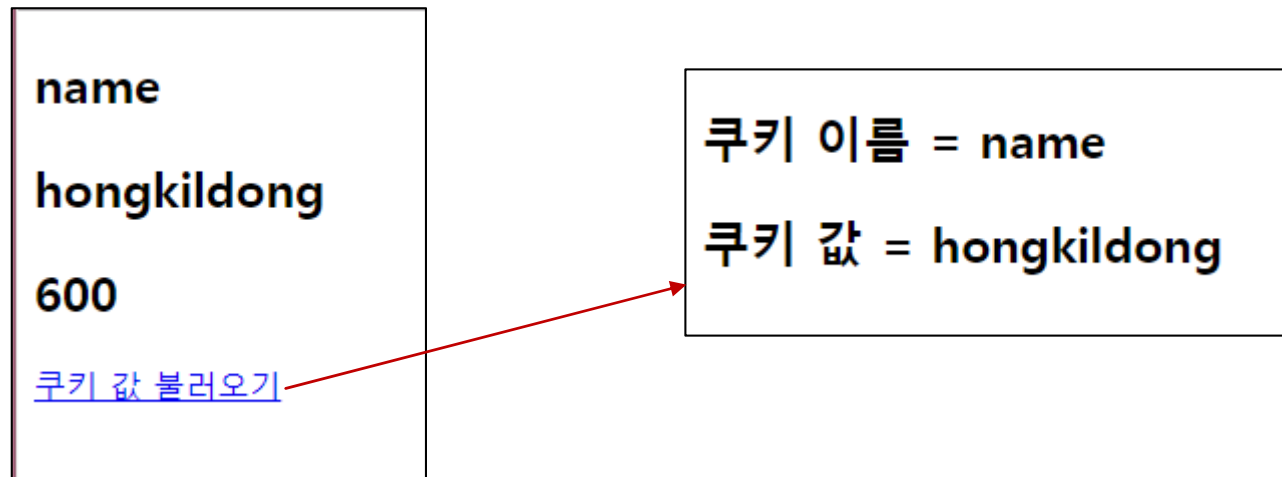 name
hongkildong
600
쿠키 값 불러오기
쿠키 이름 = name
쿠키 값 = hongkildong